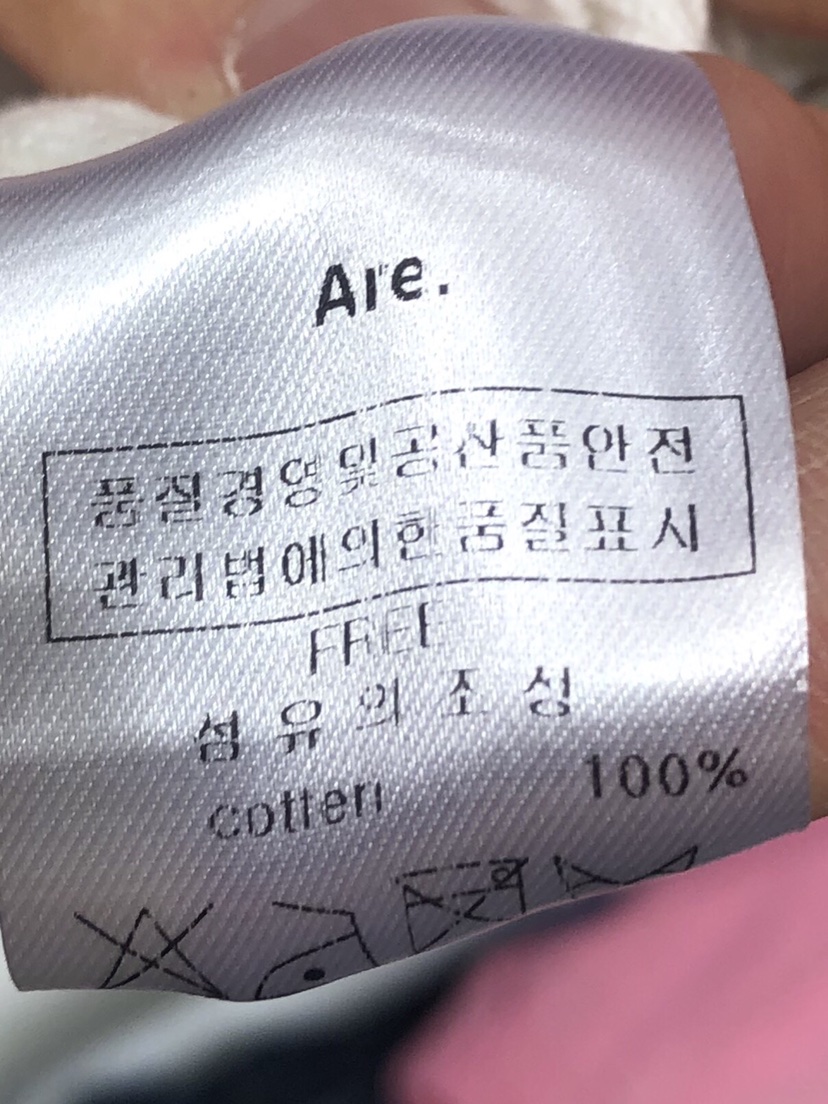 Are.
품질경영및공산품안전
관리법에의한품질표시
FREE
섬유의조성
cotton 100%